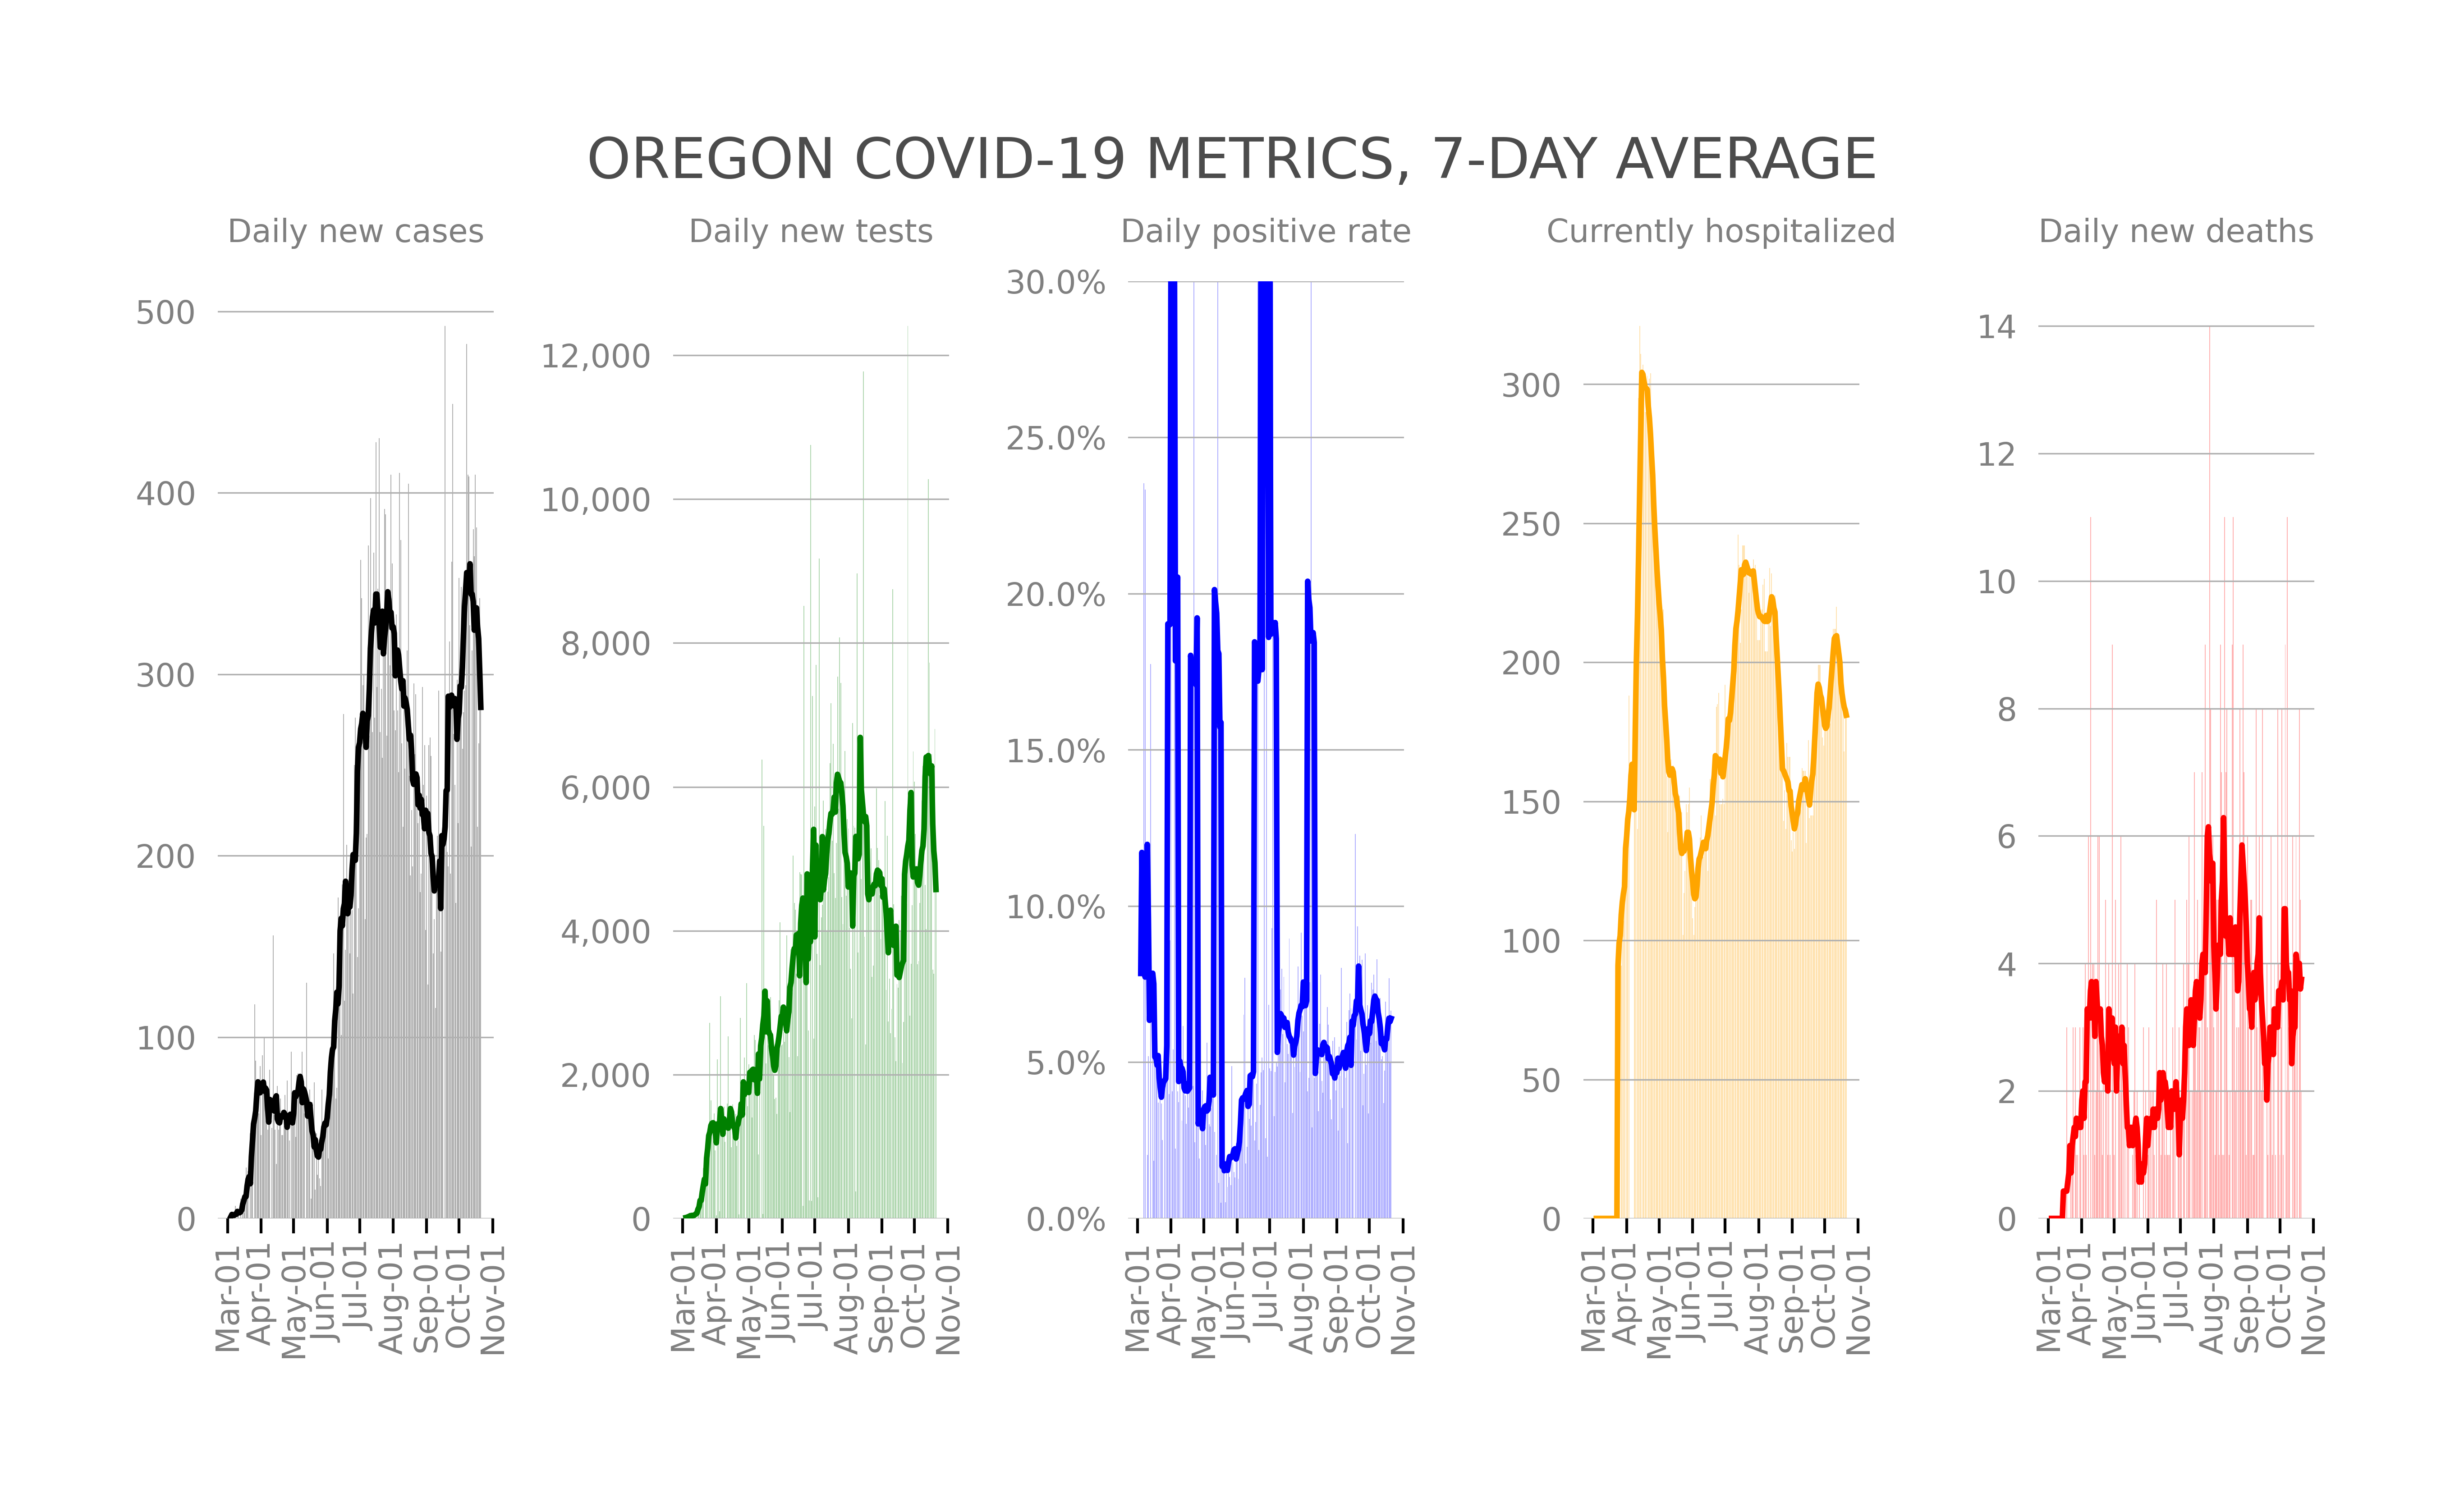 OREGON COVID-19 METRICS, 7-DAY AVERAGE
Daily new cases
500
400
300
200
100
0
Mar-01
Apr-01
May-01
Jun-01
Jul-01
Aug-01
Sep-01
Oct-01
Nov-01
Daily new tests
12,000
10,000
8,000
6,000
4,000
2,000
0
Mar-01
Apr-01
May-01
Jun-01
Jul-01
Aug-01
Sep-01
Oct-01
Nov-01
Daily positive rate
30.0%
25.0%
20.0%
15.0%
10.0%
5.0%
0.0%
Mar-01
Apr-01
May-01
Jun-01
Jul-01
Aug-01
Sep-01
Oct-01
Nov-01
Currently hospitalized
300
250
200
150
100
50
0
Mar-01
Apr-01
May-01
Jun-01
Jul-01
Aug-01
Sep-01
Oct-01
Nov-01
Daily new deaths
14
12
10
8
6
4
2
0
Mar-01
Apr-01
May-01
Jun-01
Jul-01
Aug-01
Sep-01
Oct-01
Nov-01